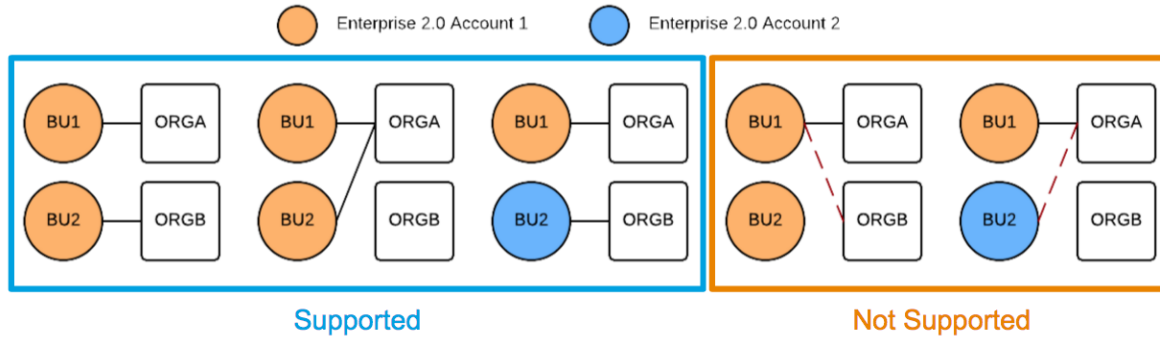 Enterprise 2.0 Account 1 Enterprise 2.0 Account 2
BU1 ORGA BU1 ORGA BU1 ORGA BU1 ORGA BU1 ORGA
BU2 ORGB BU2 ORGB BU2 ORGB BU2 ORGB BU2 ORGB
Supported Not Supported